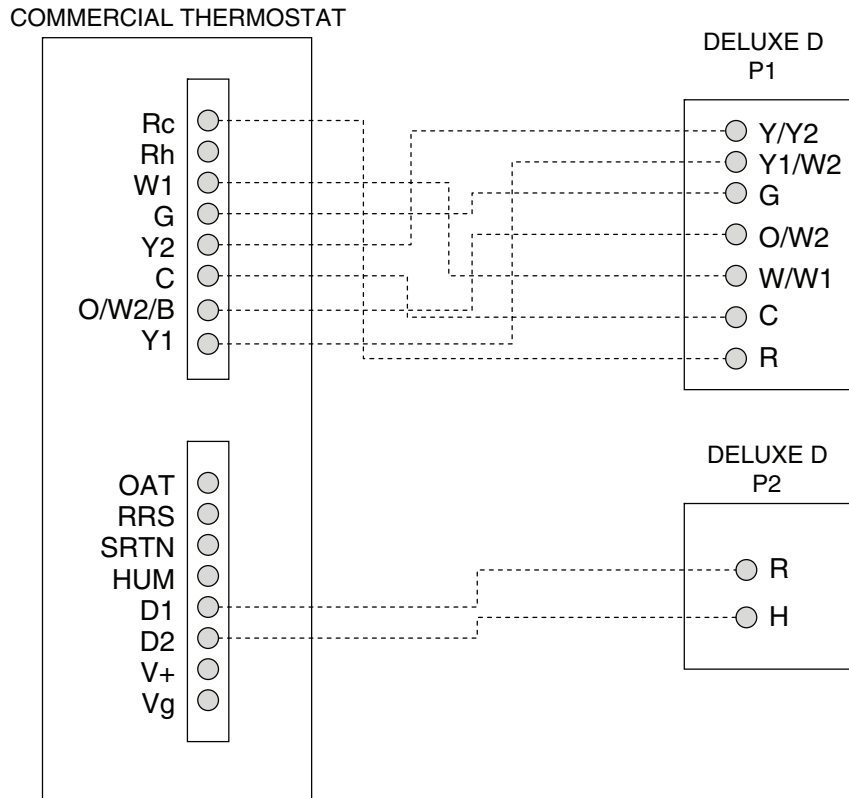 COMMERCIAL THERMOSTAT
Rc
Rh
W1
G
Y2
C
O/W2/B
Y1
DELUXE D
P1
Y/Y2
Y1/W2
G
O/W2
W/W1
C
R
OAT
RRS
SRTN
HUM
D1
D2
V+
Vg
DELUXE D
P2
R
H